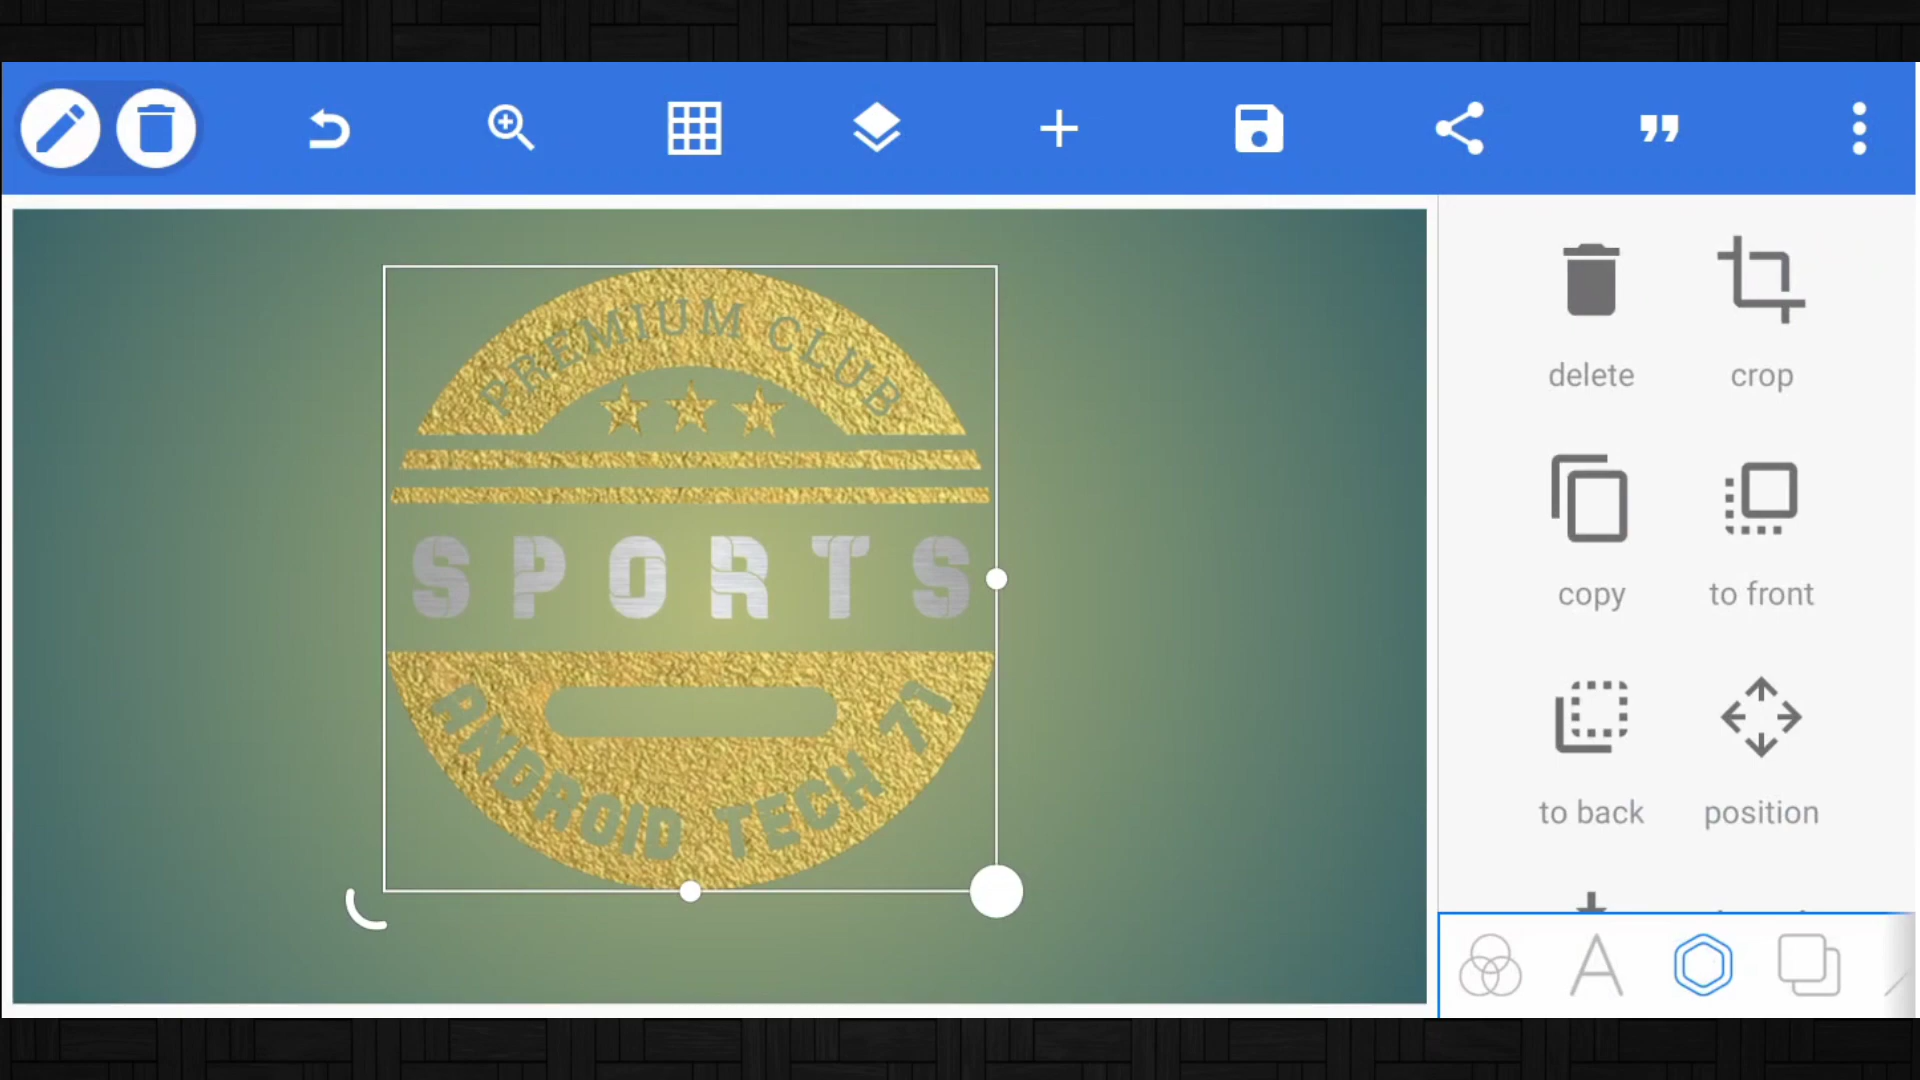 PREMIUM CLUB
SPORTS
ANDROID TECH 71
delete
crop
copy
to front
to back
position